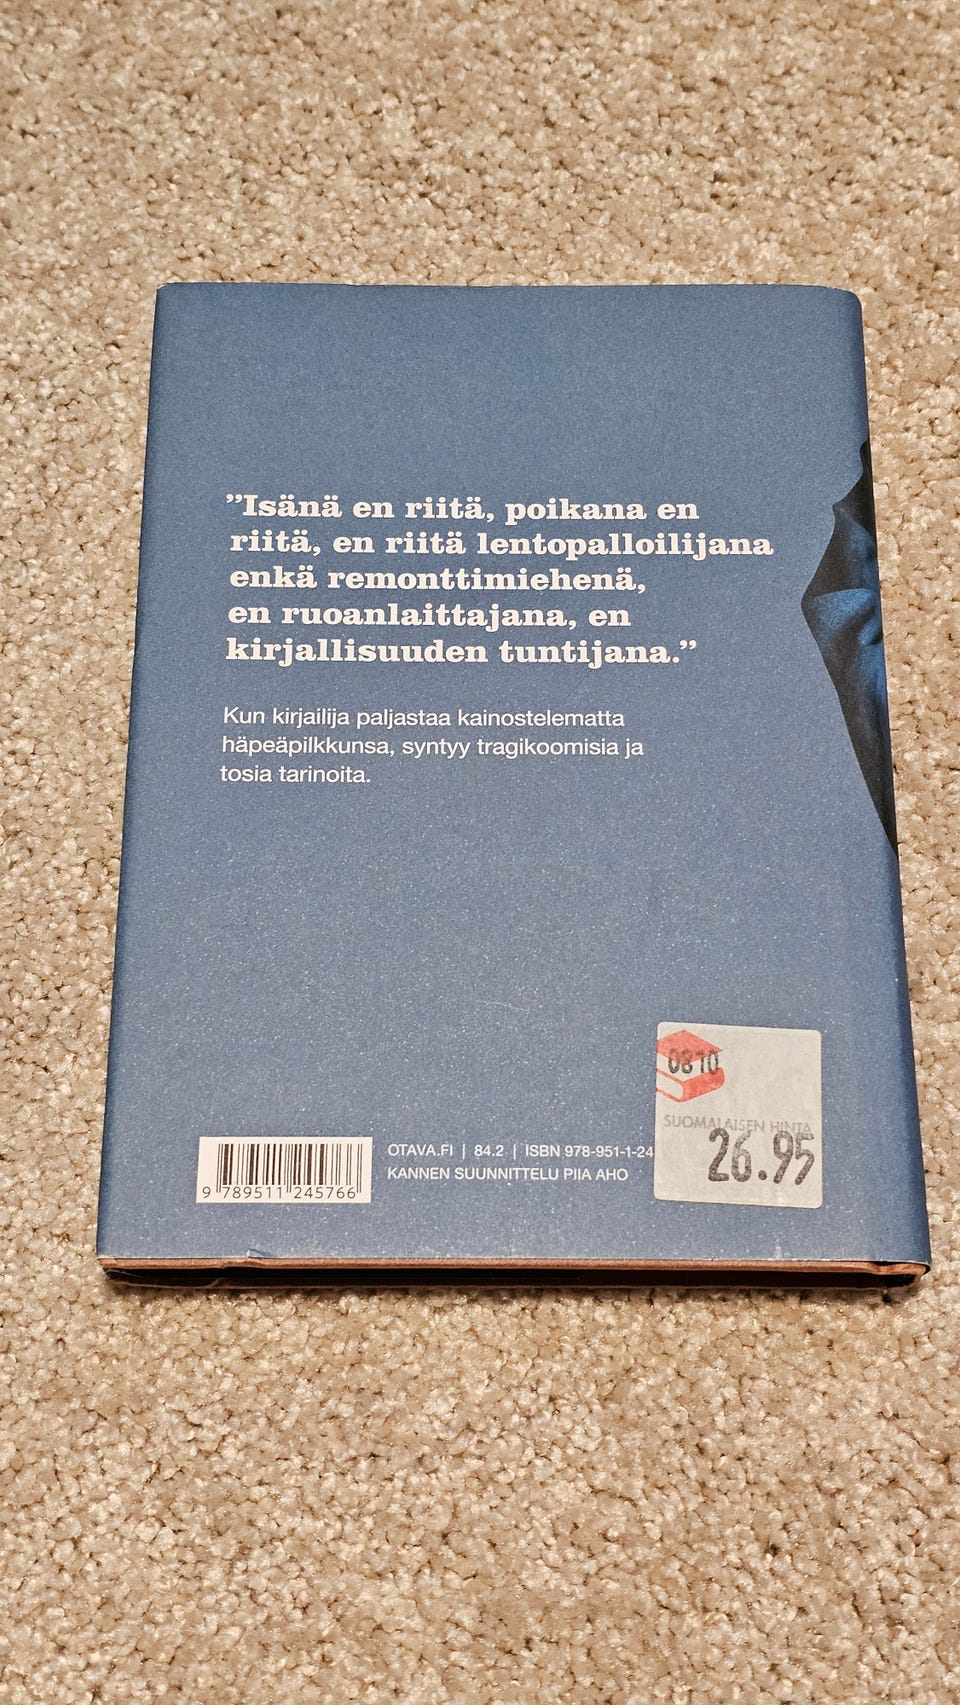 ”Isänä en riitä, poikana en
riitä, en riitä lentopalloilijana
enkä remonttimiehenä,
en ruoanlaittajana, en
kirjallisuuden tuntijana.”
Kun kirjailija paljastaa kainostelematta
häpeäpilkkunsa, syntyy tragikoomisia ja
tosia tarinoita.
0870
SUOMALAISEN HINTA
26.95
OTAVA.FI | 84.2 | ISBN 978-951-1-24
KANNEN SUUNNITTELU PIIA AHO
9 789511 245766